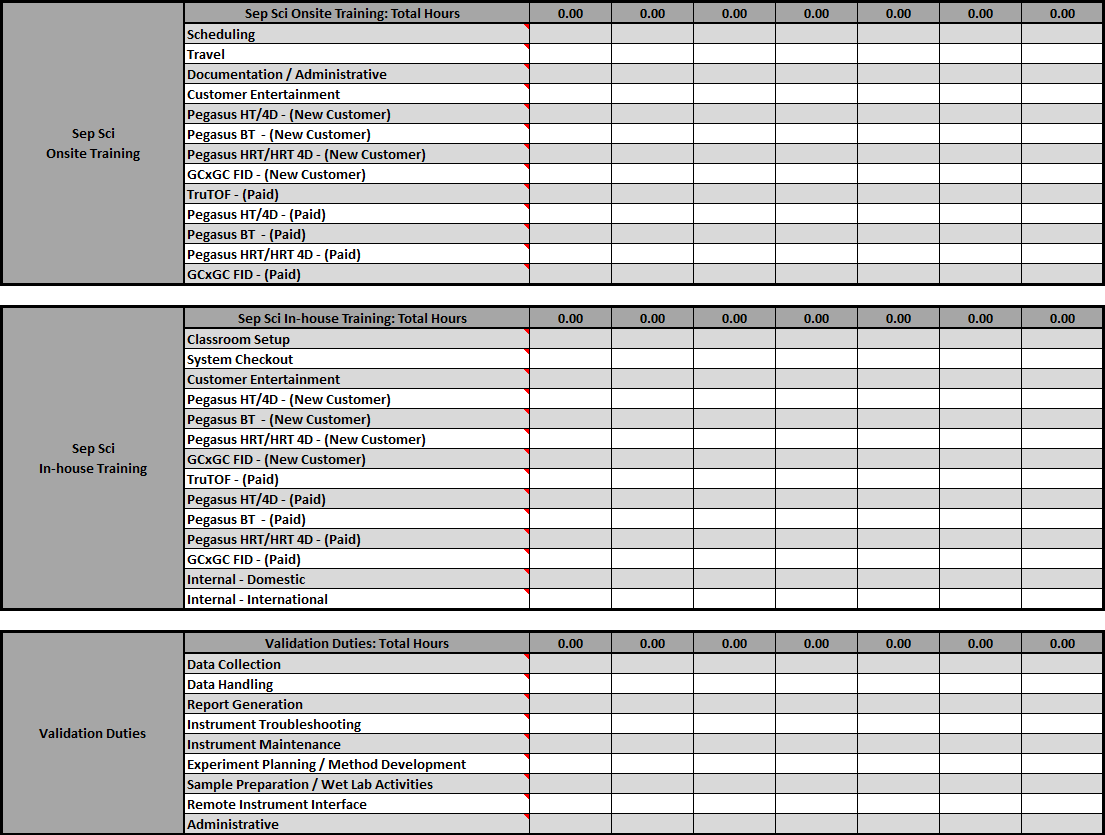 Sep Sci Onsite Training: Total Hours 0.00 0.00 0.00 0.00 0.00 0.00 0.00
Sep Sci
Onsite Training
Scheduling
Travel
Documentation / Administrative
Customer Entertainment
Pegasus HT/4D - (New Customer)
Pegasus BT  - (New Customer)
Pegasus HRT/HRT 4D - (New Customer)
GCxGC FID - (New Customer)
TruTOF - (Paid)
Pegasus HT/4D - (Paid)
Pegasus BT  - (Paid)
Pegasus HRT/HRT 4D - (Paid)
GCxGC FID - (Paid)
Sep Sci In-house Training: Total Hours 0.00 0.00 0.00 0.00 0.00 0.00 0.00
Sep Sci
In-house Training
Classroom Setup
System Checkout
Customer Entertainment
Pegasus HT/4D - (New Customer)
Pegasus BT  - (New Customer)
Pegasus HRT/HRT 4D - (New Customer)
GCxGC FID - (New Customer)
TruTOF - (Paid)
Pegasus HT/4D - (Paid)
Pegasus BT  - (Paid)
Pegasus HRT/HRT 4D - (Paid)
GCxGC FID - (Paid)
Internal - Domestic
Internal - International
Validation Duties: Total Hours 0.00 0.00 0.00 0.00 0.00 0.00 0.00
Validation Duties
Data Collection
Data Handling
Report Generation
Instrument Troubleshooting
Instrument Maintenance
Experiment Planning / Method Development
Sample Preparation / Wet Lab Activities
Remote Instrument Interface
Administrative